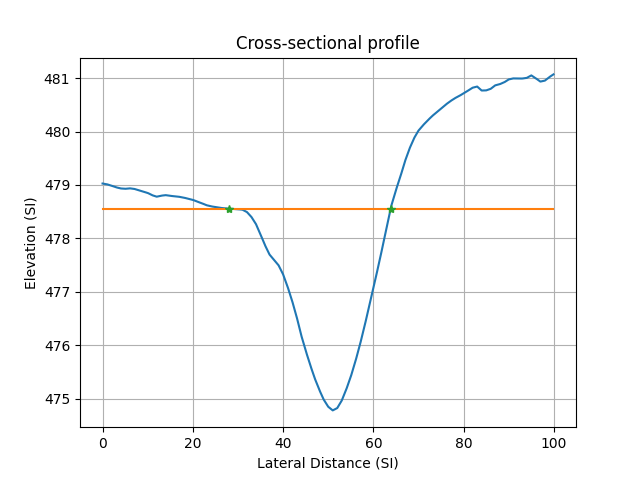 Cross-sectional profile
Elevation (SI)
481
480
479
478
477
476
475
0 20 40 60 80 100
Lateral Distance (SI)